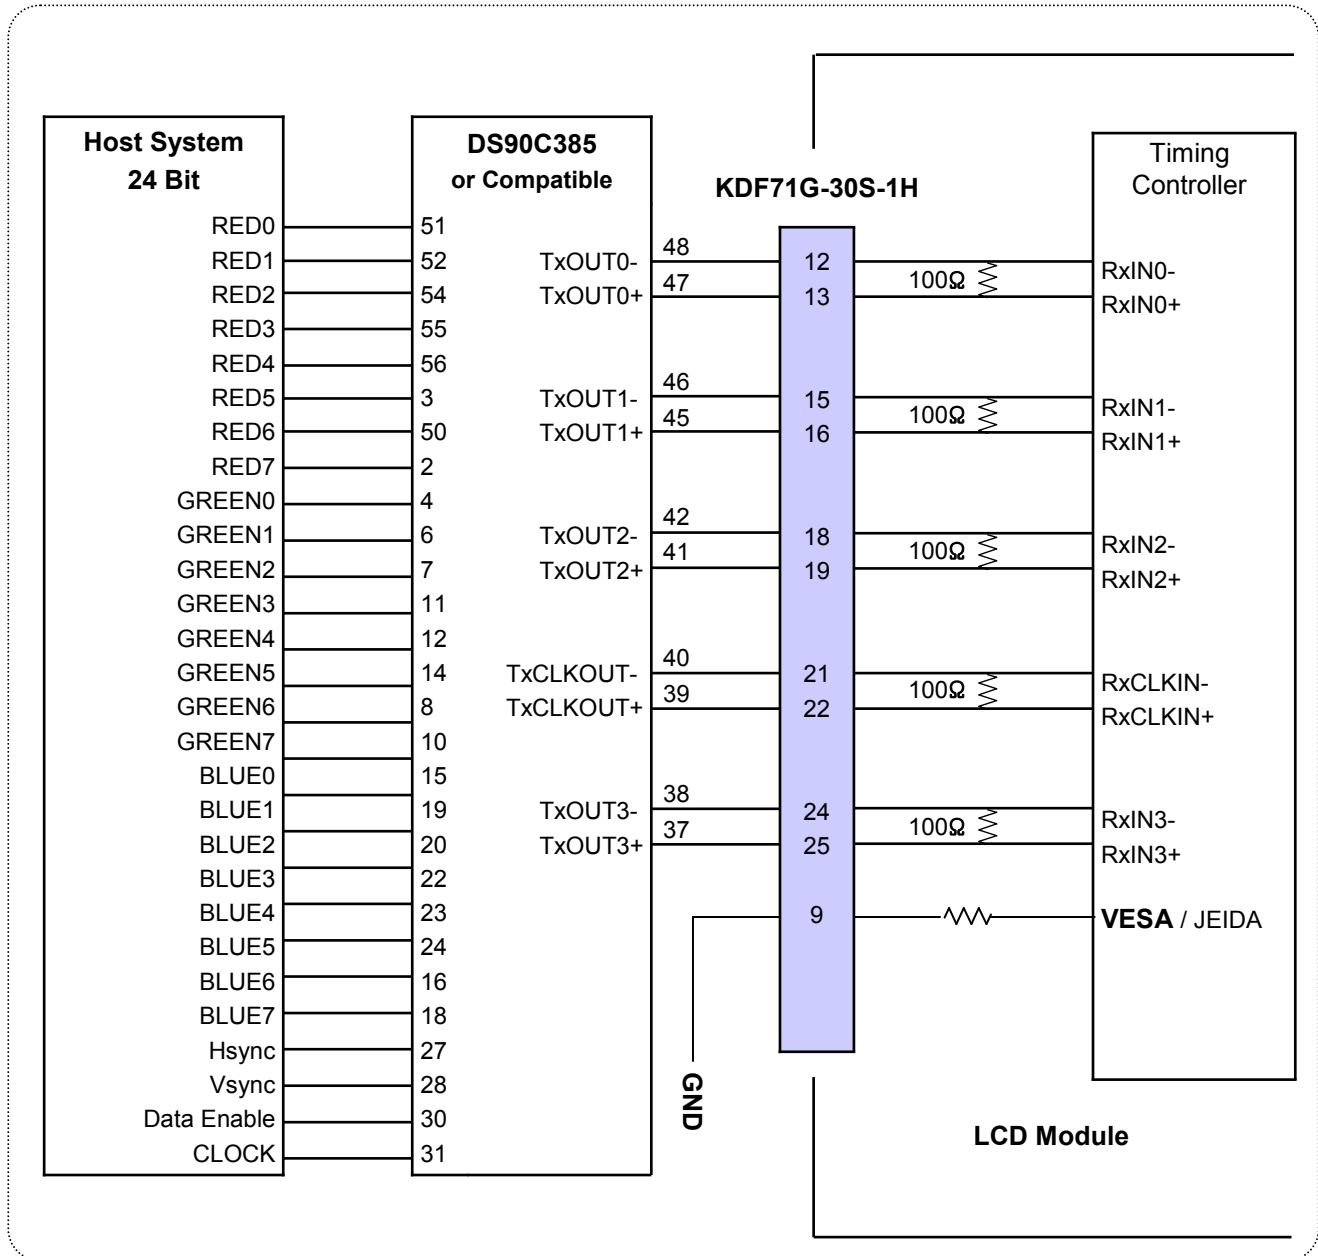 Host System
24 Bit
RED0
RED1
RED2
RED3
RED4
RED5
RED6
RED7
GREEN0
GREEN1
GREEN2
GREEN3
GREEN4
GREEN5
GREEN6
GREEN7
BLUE0
BLUE1
BLUE2
BLUE3
BLUE4
BLUE5
BLUE6
BLUE7
Hsync
Vsync
Data Enable
CLOCK
DS90C385
or Compatible
51
52
54
55
56
3
50
2
4
6
7
11
12
14
8
10
15
19
20
22
23
24
16
18
27
28
30
31
TxOUT0-
TxOUT0+
TxOUT1-
TxOUT1+
TxOUT2-
TxOUT2+
TxCLKOUT-
TxCLKOUT+
TxOUT3-
TxOUT3+
48
47
46
45
42
41
40
39
38
37
GND
KDF71G-30S-1H
12
13
15
16
18
19
21
22
24
25
9
100Ω
100Ω
100Ω
100Ω
100Ω
Timing
Controller
RxIN0-
RxIN0+
RxIN1-
RxIN1+
RxIN2-
RxIN2+
RxCLKIN-
RxCLKIN+
RxIN3-
RxIN3+
VESA / JEIDA
LCD Module